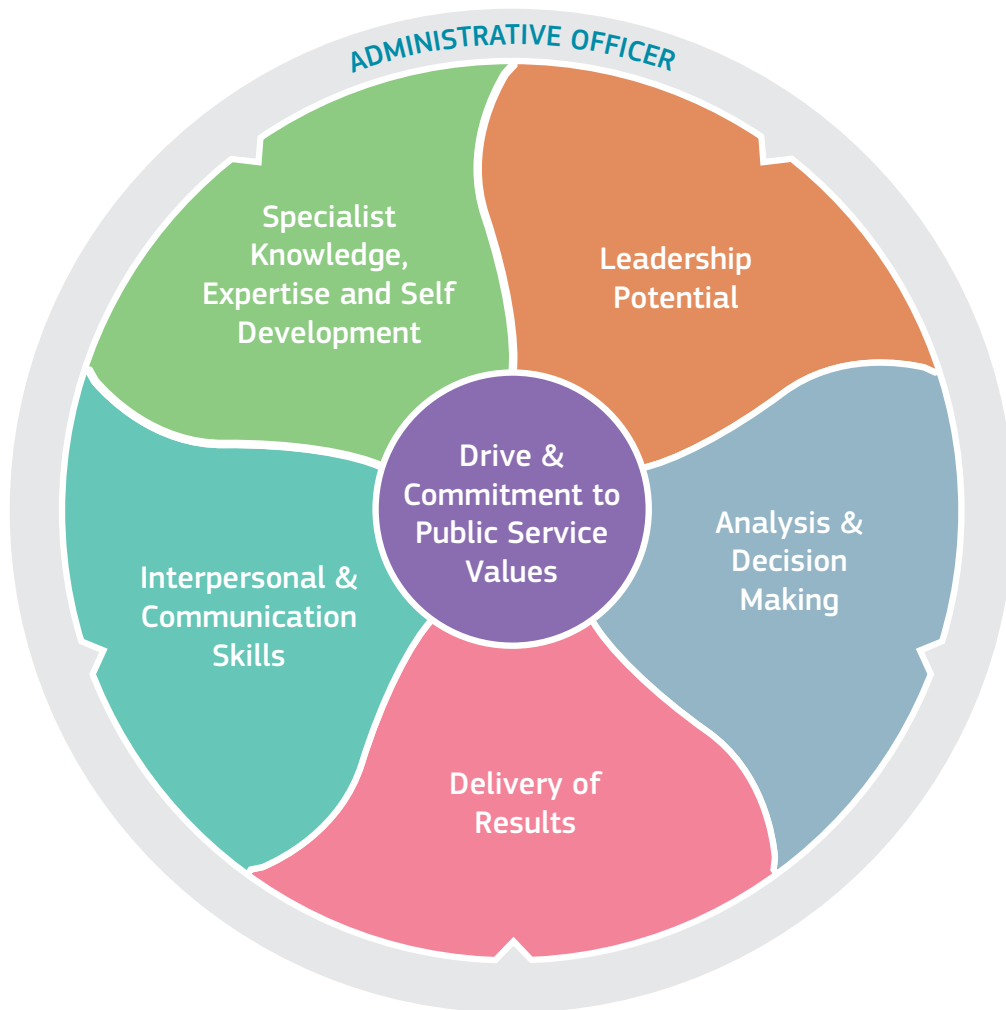 ADMINISTRATIVE OFFICER
Specialist
Knowledge,
Expertise and Self
Development
Leadership
Potential
Drive &
Commitment to
Public Service
Values
Analysis &
Decision
Making
Interpersonal &
Communication
Skills
Delivery of
Results